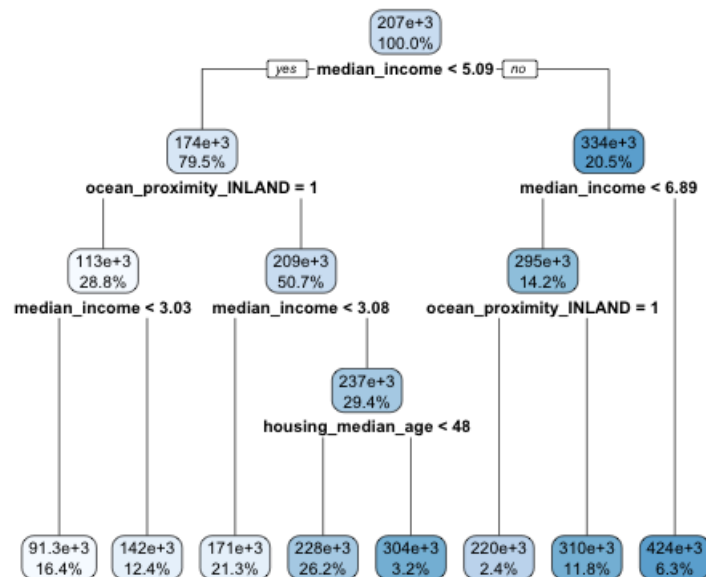 207e+3
100.0%
yes median_income < 5.09 no
174e+3
79.5%
334e+3
20.5%
ocean_proximity_INLAND = 1
median_income < 6.89
113e+3
28.8%
209e+3
50.7%
295e+3
14.2%
median_income < 3.03
median_income < 3.08
ocean_proximity_INLAND = 1
237e+3
29.4%
housing_median_age < 48
91.3e+3
16.4%
142e+3
12.4%
171e+3
21.3%
228e+3
26.2%
304e+3
3.2%
220e+3
2.4%
310e+3
11.8%
424e+3
6.3%